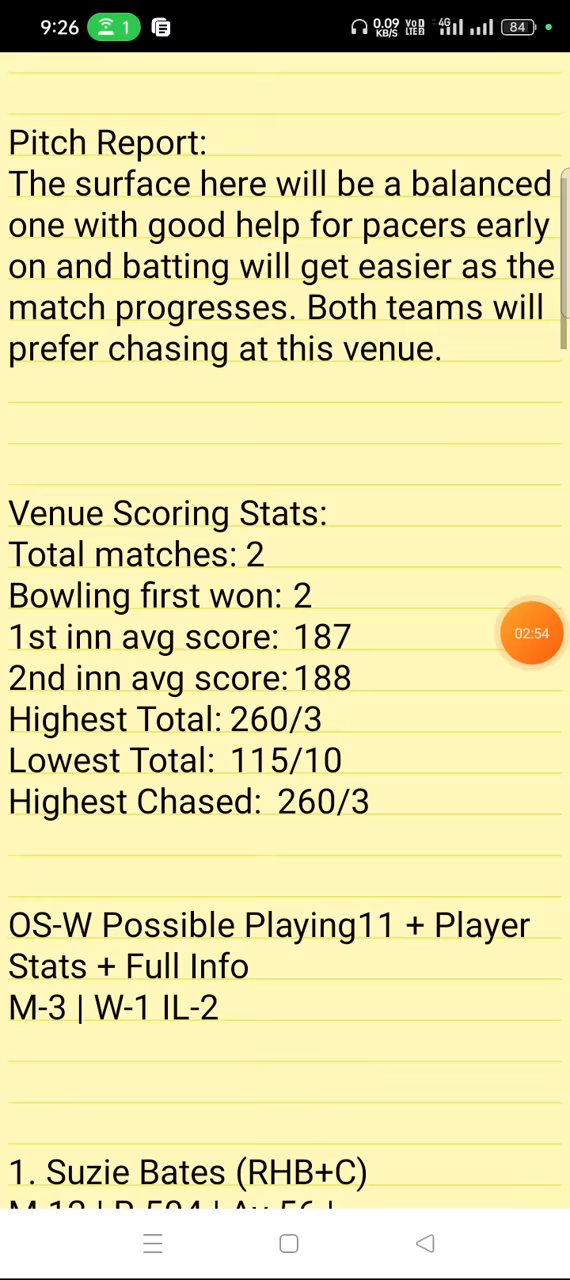 9:26
1
0.09
KB/S
VoD
LTE2
4G
84
Pitch Report:
The surface here will be a balanced
one with good help for pacers early
on and batting will get easier as the
match progresses. Both teams will
prefer chasing at this venue.
Venue Scoring Stats:
Total matches: 2
Bowling first won: 2
1st inn avg score: 187
02:54
2nd inn avg score:188
Highest Total: 260/3
Lowest Total: 115/10
Highest Chased: 260/3
OS-W Possible Playing11 + Player
Stats + Full Info
M-3 | W-1 IL-2
1. Suzie Bates (RHB+C)